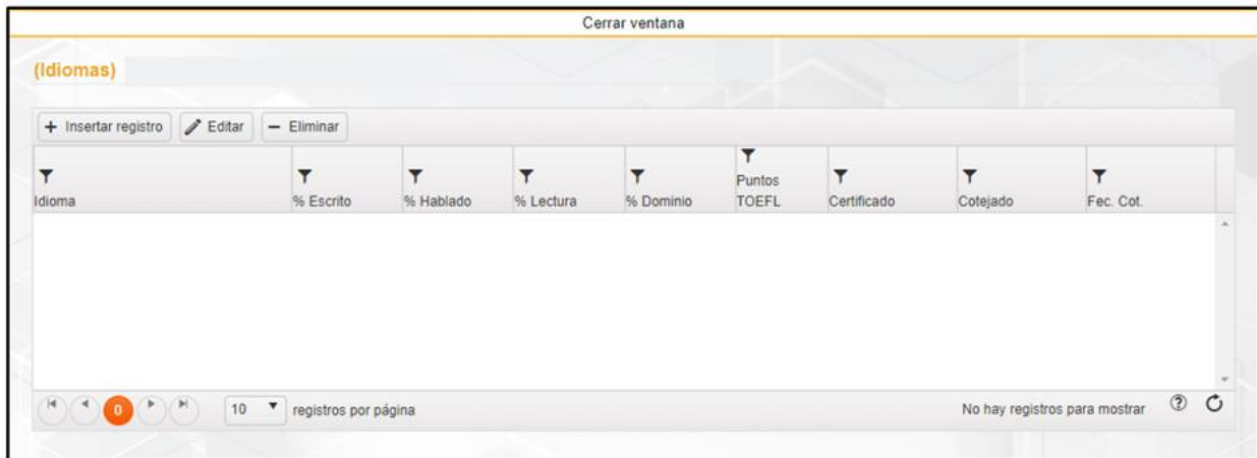 Cerrar ventana
(Idiomas)
+ Insertar registro Editar − Eliminar
Idioma % Escrito % Hablado % Lectura % Dominio Puntos TOEFL Certificado Cotejado Fec. Cot.
0 10 registros por página No hay registros para mostrar ?